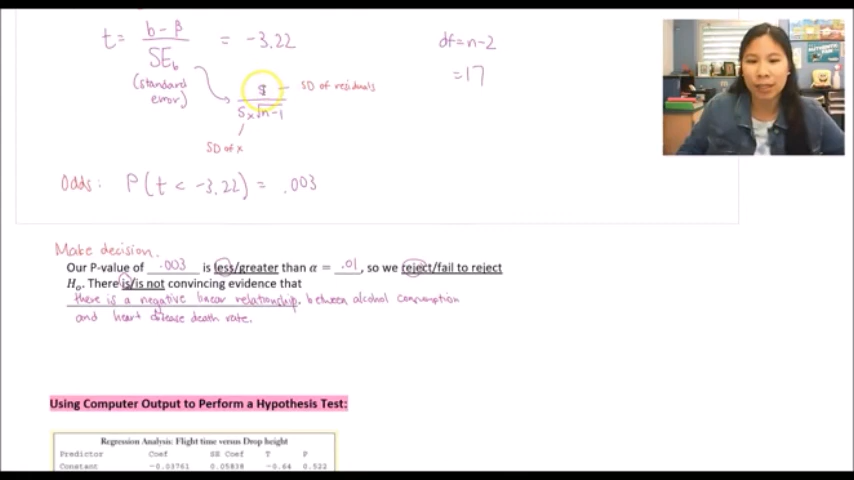 t = b - β / SE_b = -3.22
df = n-2
= 17
(standard error)
s / s_x √n-1
SD of residuals
SD of x
Odds: P(t < -3.22) = .003
Make decision.
Our P-value of .003 is less/greater than α = .01, so we reject/fail to reject
H₀. There is/is not convincing evidence that
there is a negative linear relationship. between alcohol consumption
and heart disease death rate.
Using Computer Output to Perform a Hypothesis Test:
Regression Analysis: Flight time versus Drop height
Predictor Coef SE Coef T P
Constant -0.03761 0.05838 -0.64 0.522